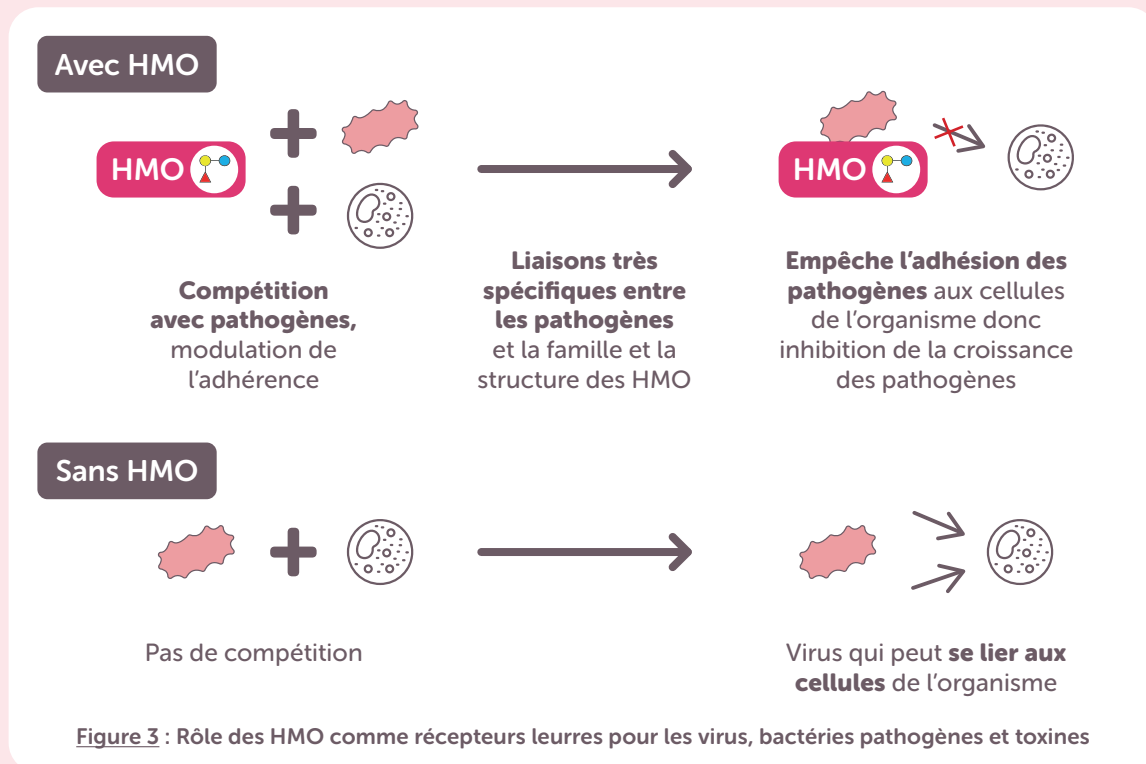 Avec HMO
HMO
HMO
Compétition
avec pathogènes,
modulation de
l’adhérence
Liaisons très
spécifiques entre
les pathogènes
et la famille et la
structure des HMO
Empêche l’adhésion des
pathogènes aux cellules
de l’organisme donc
inhibition de la croissance
des pathogènes
Sans HMO
Pas de compétition
Virus qui peut se lier aux
cellules de l’organisme
Figure 3 : Rôle des HMO comme récepteurs leurres pour les virus, bactéries pathogènes et toxines